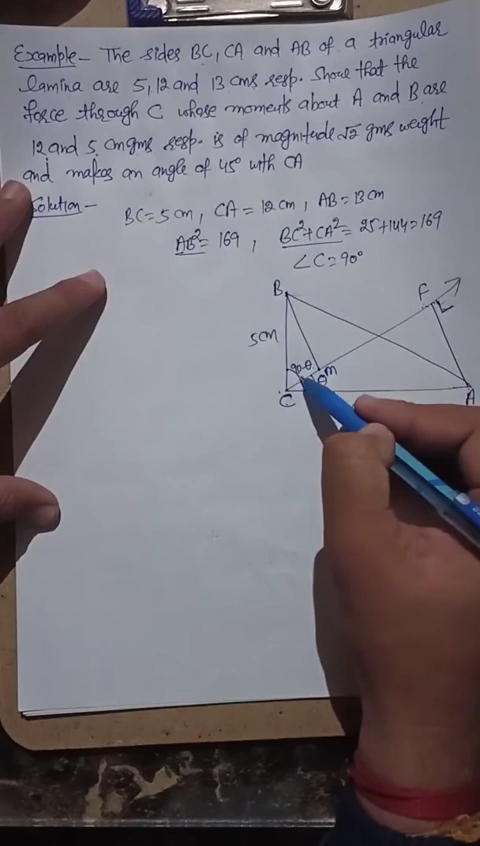 Example - The sides BC, CA and AB of a triangular
lamina are 5, 12 and 13 cms resp. Show that the
force through C whose moments about A and B are
12 and 5 cmgms resp. is of magnitude √2 gms weight
and makes an angle of 45° with CA
Solution -
BC = 5 cm, CA = 12 cm, AB = 13 cm
AB² = 169, BC² + CA² = 25 + 144 = 169
∠C = 90°
B
F
L
5cm
90-θ
θ
M
C
A